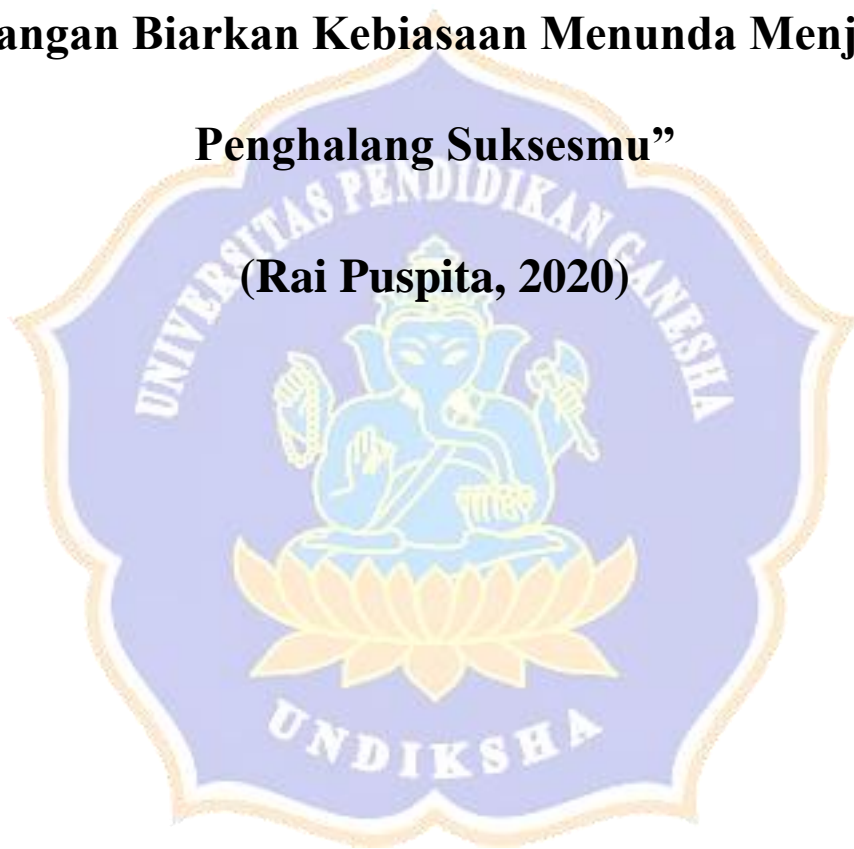 angan Biarkan Kebiasaan Menunda Menj
Penghalang Suksesmu”
(Rai Puspita, 2020)
UNIVERSITAS PENDIDIKAN GANESHA
UNDIKSHA